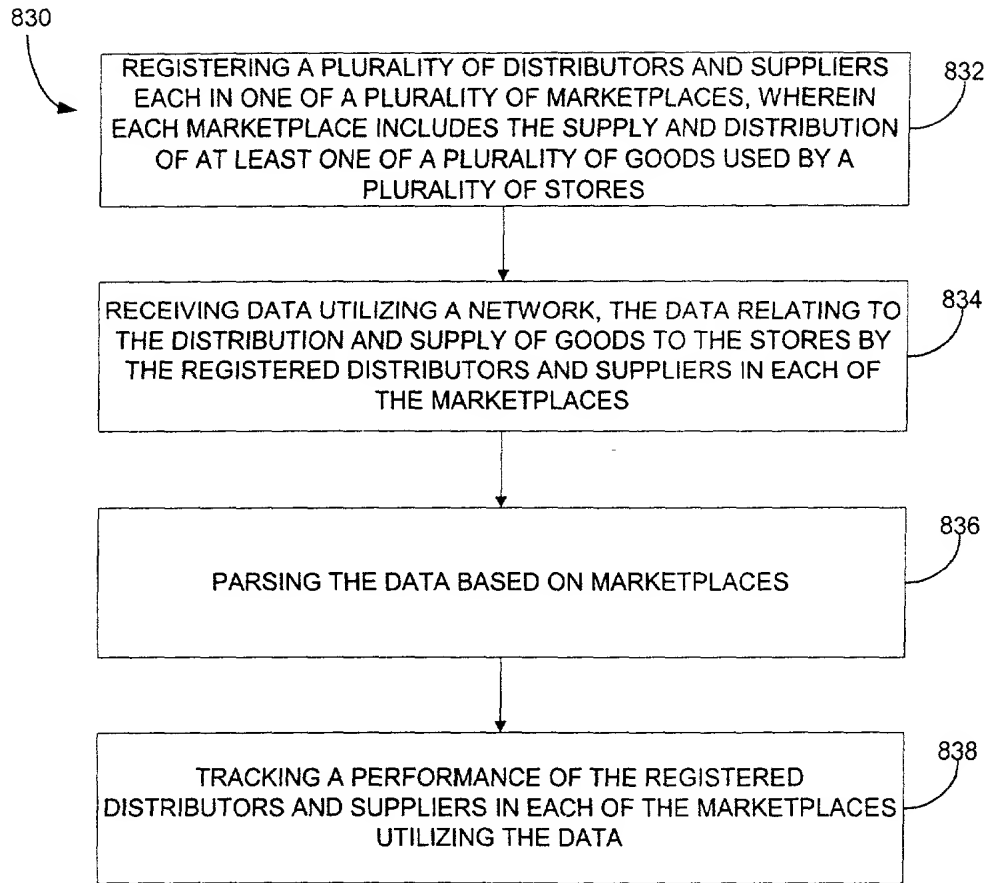 830
REGISTERING A PLURALITY OF DISTRIBUTORS AND SUPPLIERS
EACH IN ONE OF A PLURALITY OF MARKETPLACES, WHEREIN
EACH MARKETPLACE INCLUDES THE SUPPLY AND DISTRIBUTION
OF AT LEAST ONE OF A PLURALITY OF GOODS USED BY A
PLURALITY OF STORES
832
RECEIVING DATA UTILIZING A NETWORK, THE DATA RELATING TO
THE DISTRIBUTION AND SUPPLY OF GOODS TO THE STORES BY
THE REGISTERED DISTRIBUTORS AND SUPPLIERS IN EACH OF
THE MARKETPLACES
834
PARSING THE DATA BASED ON MARKETPLACES
836
TRACKING A PERFORMANCE OF THE REGISTERED
DISTRIBUTORS AND SUPPLIERS IN EACH OF THE MARKETPLACES
UTILIZING THE DATA
838